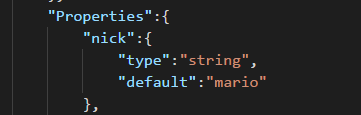 "Properties":{
"nick":{
"type":"string",
"default":"mario"
},